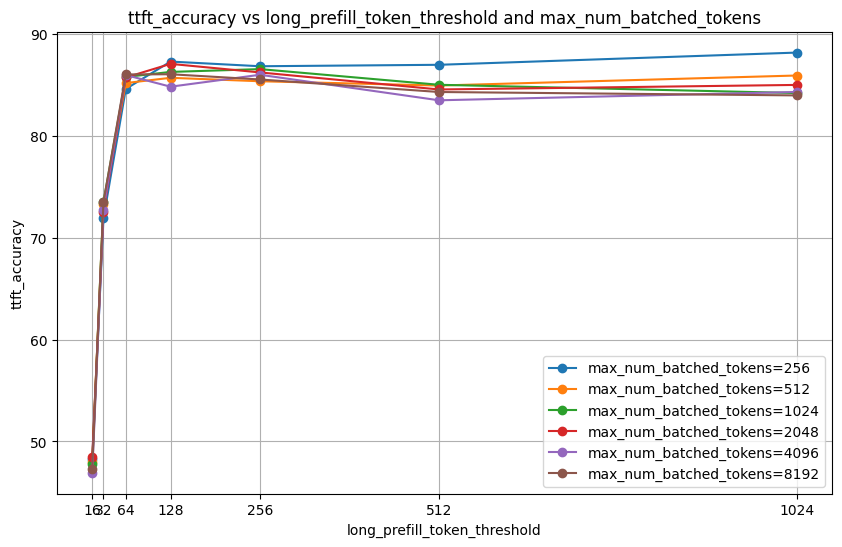 ttft_accuracy vs long_prefill_token_threshold and max_num_batched_tokens
90
80
70
60
50
ttft_accuracy
max_num_batched_tokens=256
max_num_batched_tokens=512
max_num_batched_tokens=1024
max_num_batched_tokens=2048
max_num_batched_tokens=4096
max_num_batched_tokens=8192
16 32 64 128 256 512 1024
long_prefill_token_threshold